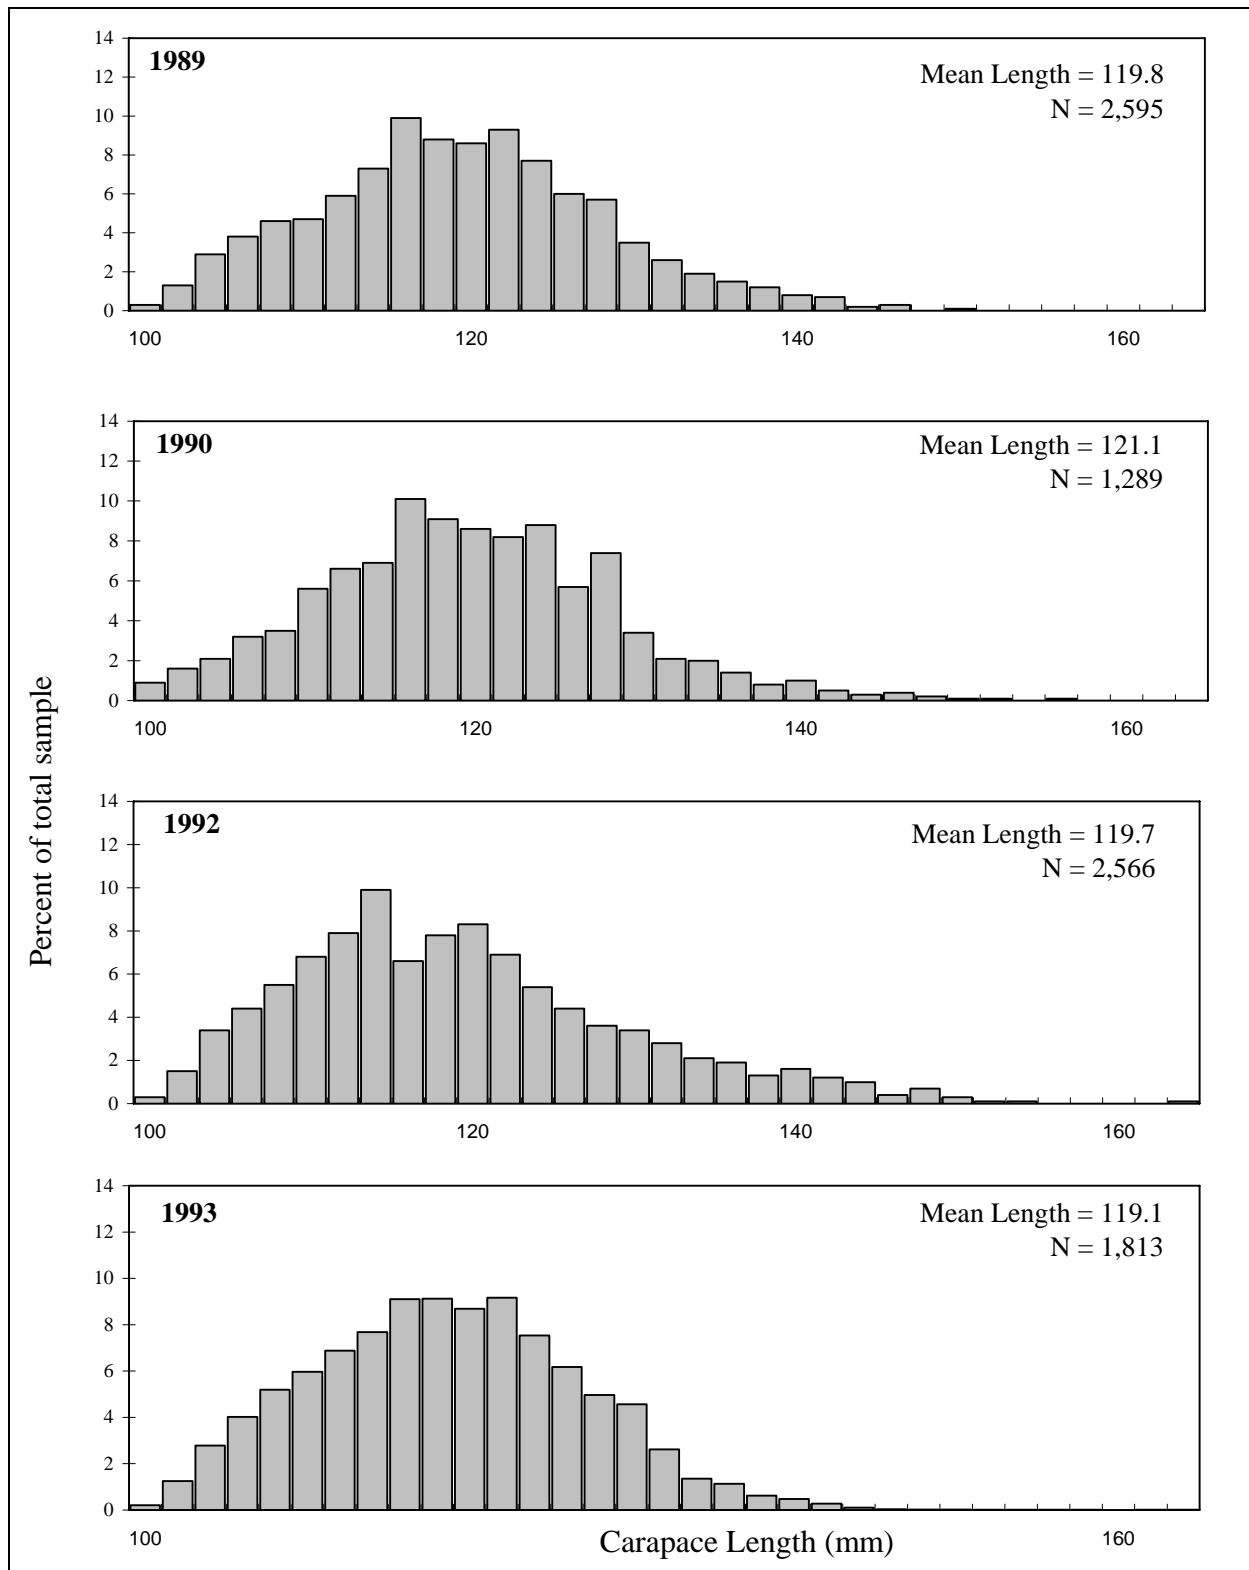 14
12
10
8
6
4
2
0
1989
Mean Length = 119.8
N = 2,595
100 120 140 160
14
12
10
8
6
4
2
0
1990
Mean Length = 121.1
N = 1,289
100 120 140 160
Percent of total sample
14
12
10
8
6
4
2
0
1992
Mean Length = 119.7
N = 2,566
100 120 140 160
14
12
10
8
6
4
2
0
1993
Mean Length = 119.1
N = 1,813
100 160
Carapace Length (mm)